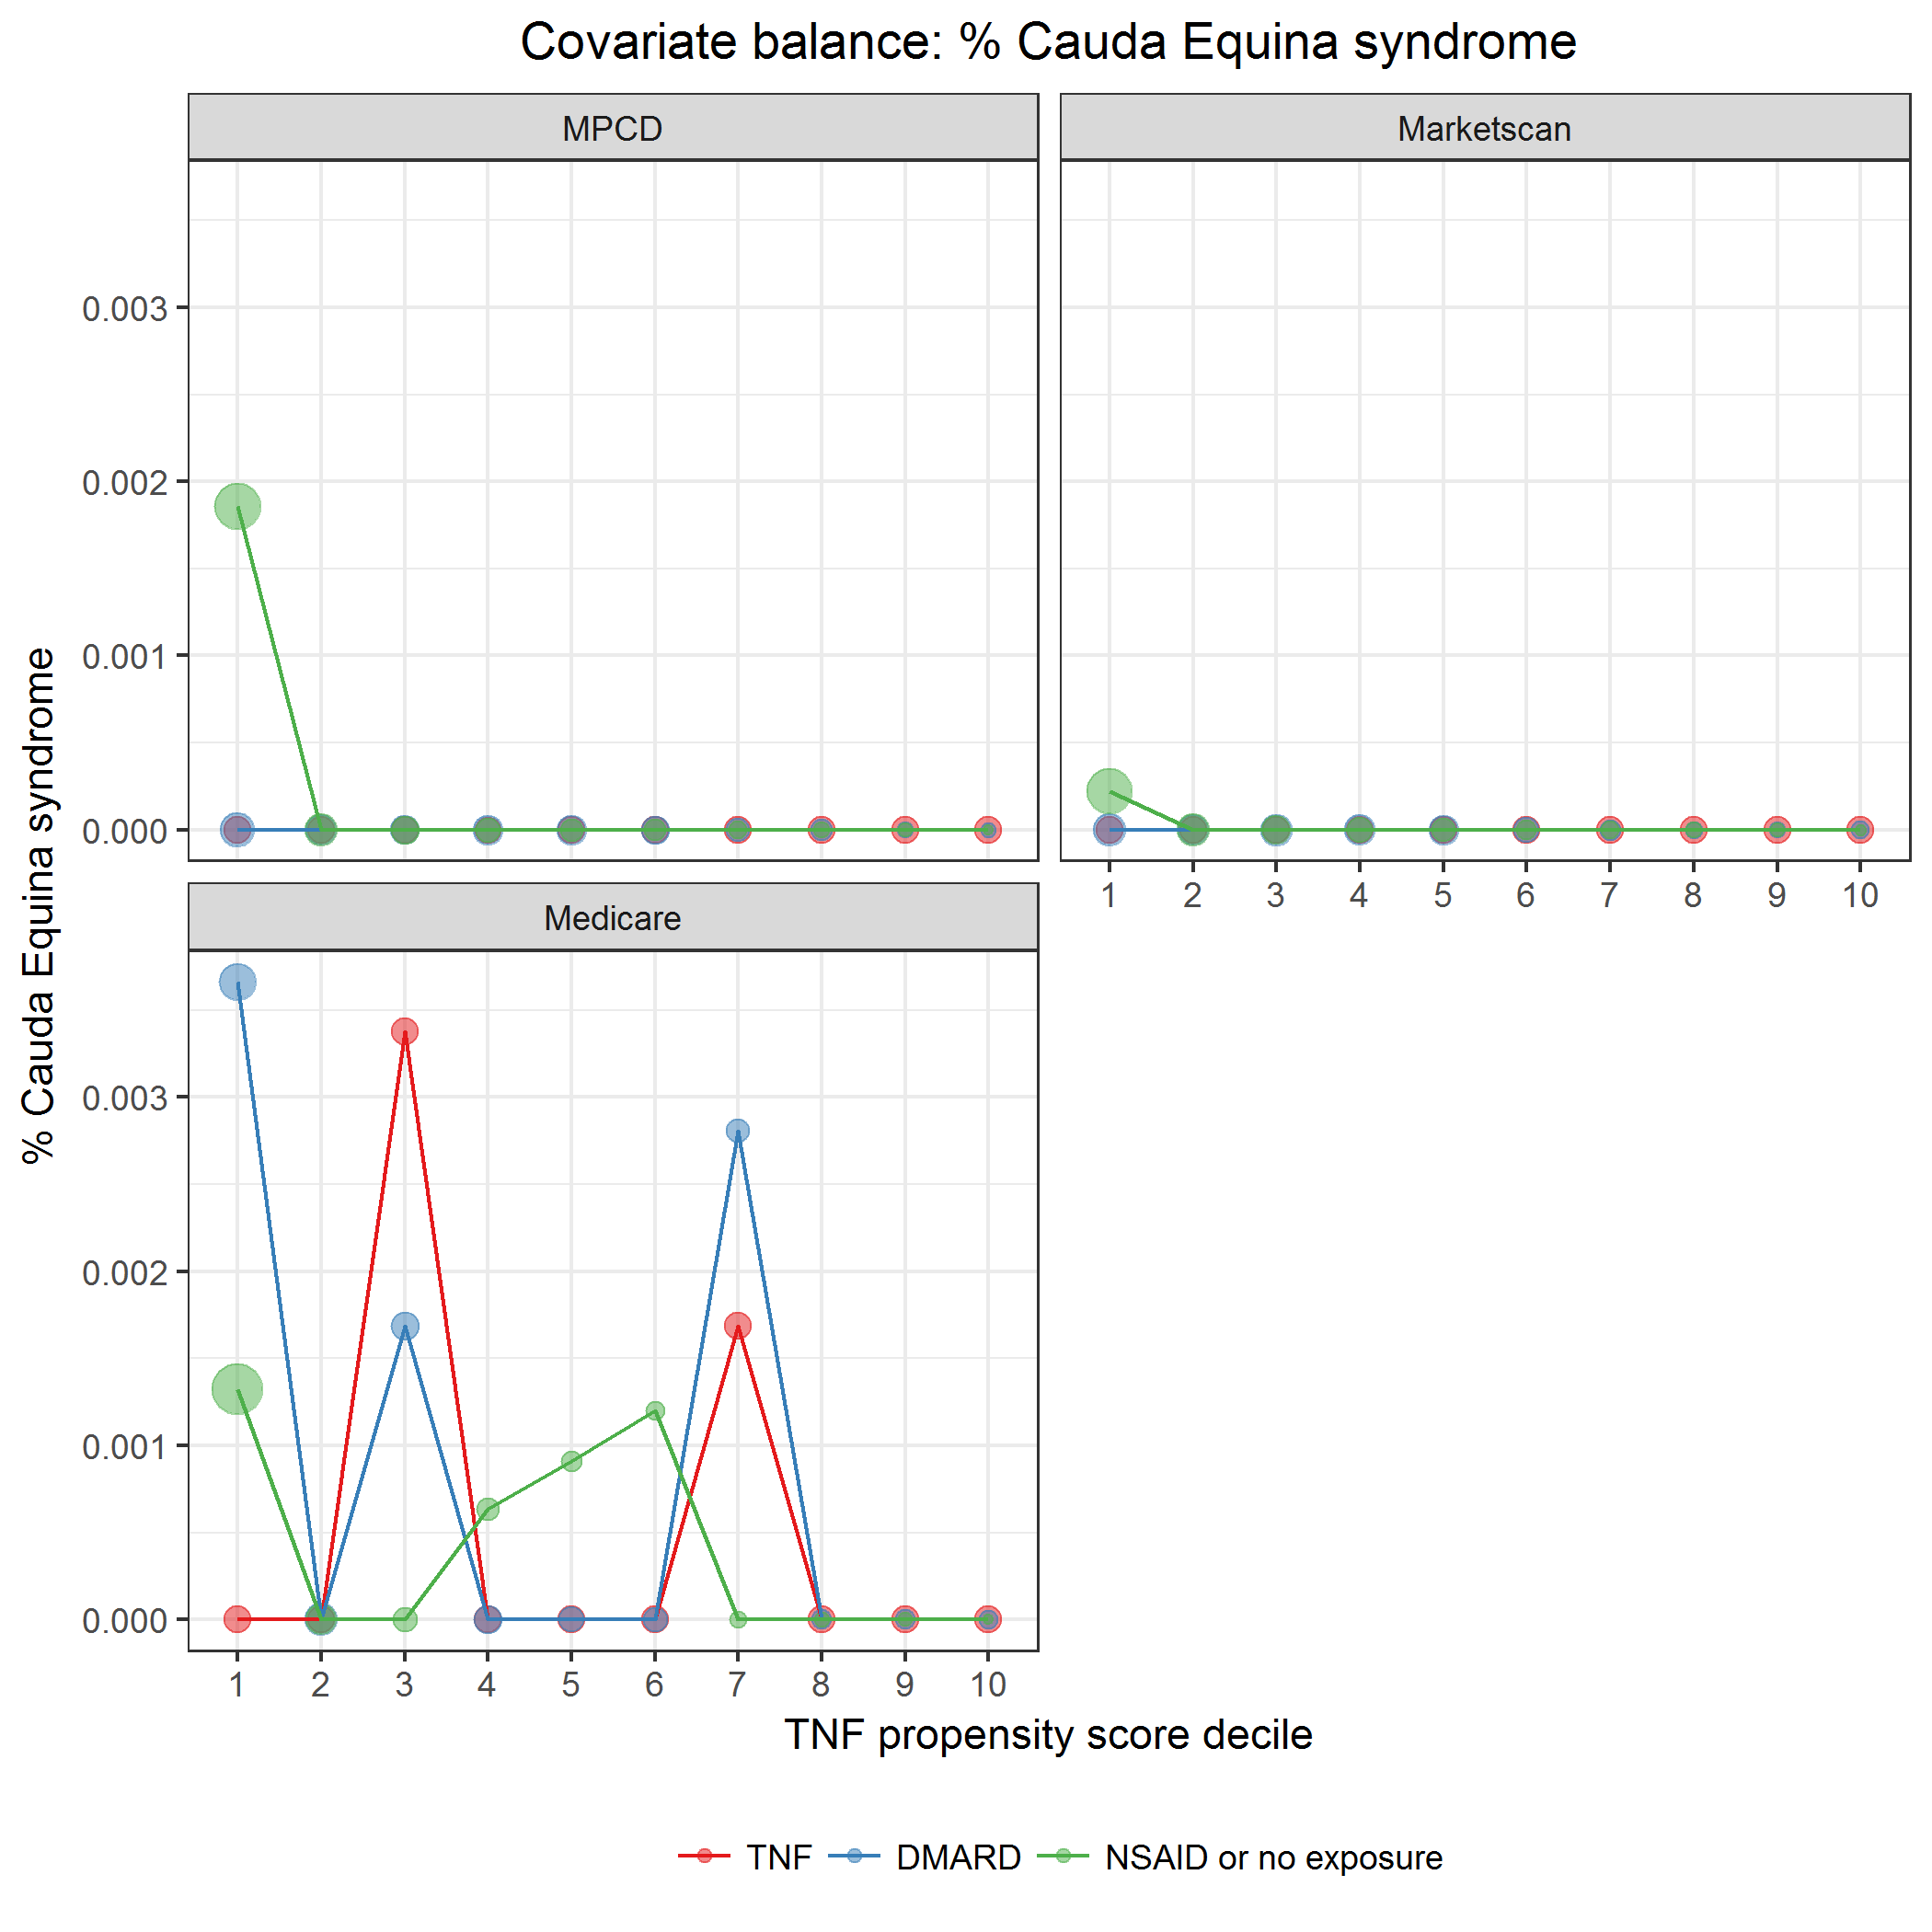 Covariate balance: % Cauda Equina syndrome
MPCD
Marketscan
0.003
0.002
0.001
0.000
1 2 3 4 5 6 7 8 9 10
Medicare
0.003
0.002
0.001
0.000
1 2 3 4 5 6 7 8 9 10
% Cauda Equina syndrome
TNF propensity score decile
TNF DMARD NSAID or no exposure